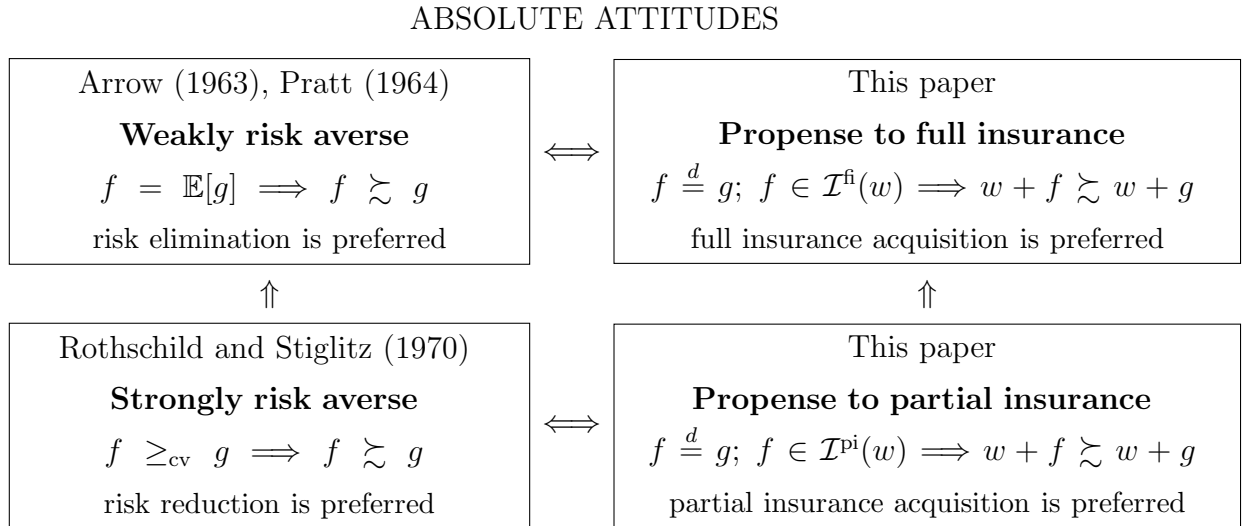 ABSOLUTE ATTITUDES
Arrow (1963), Pratt (1964)
Weakly risk averse
f = 𝔼[g] ⟹ f ≿ g
risk elimination is preferred
⟺
This paper
Propense to full insurance
f =ᵈ g; f ∈ 𝓘ᶠⁱ(w) ⟹ w + f ≿ w + g
full insurance acquisition is preferred
⇑ ⇑
Rothschild and Stiglitz (1970)
Strongly risk averse
f ≥cv g ⟹ f ≿ g
risk reduction is preferred
⟺
This paper
Propense to partial insurance
f =ᵈ g; f ∈ 𝓘ᵖⁱ(w) ⟹ w + f ≿ w + g
partial insurance acquisition is preferred